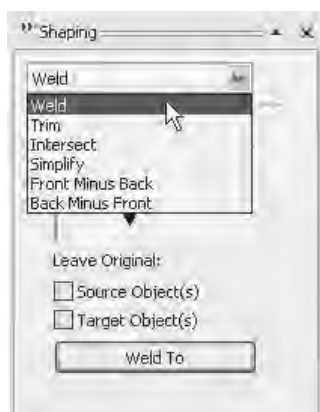 Shaping
Weld
Weld
Trim
Intersect
Simplify
Front Minus Back
Back Minus Front
Leave Original:
Source Object(s)
Target Object(s)
Weld To